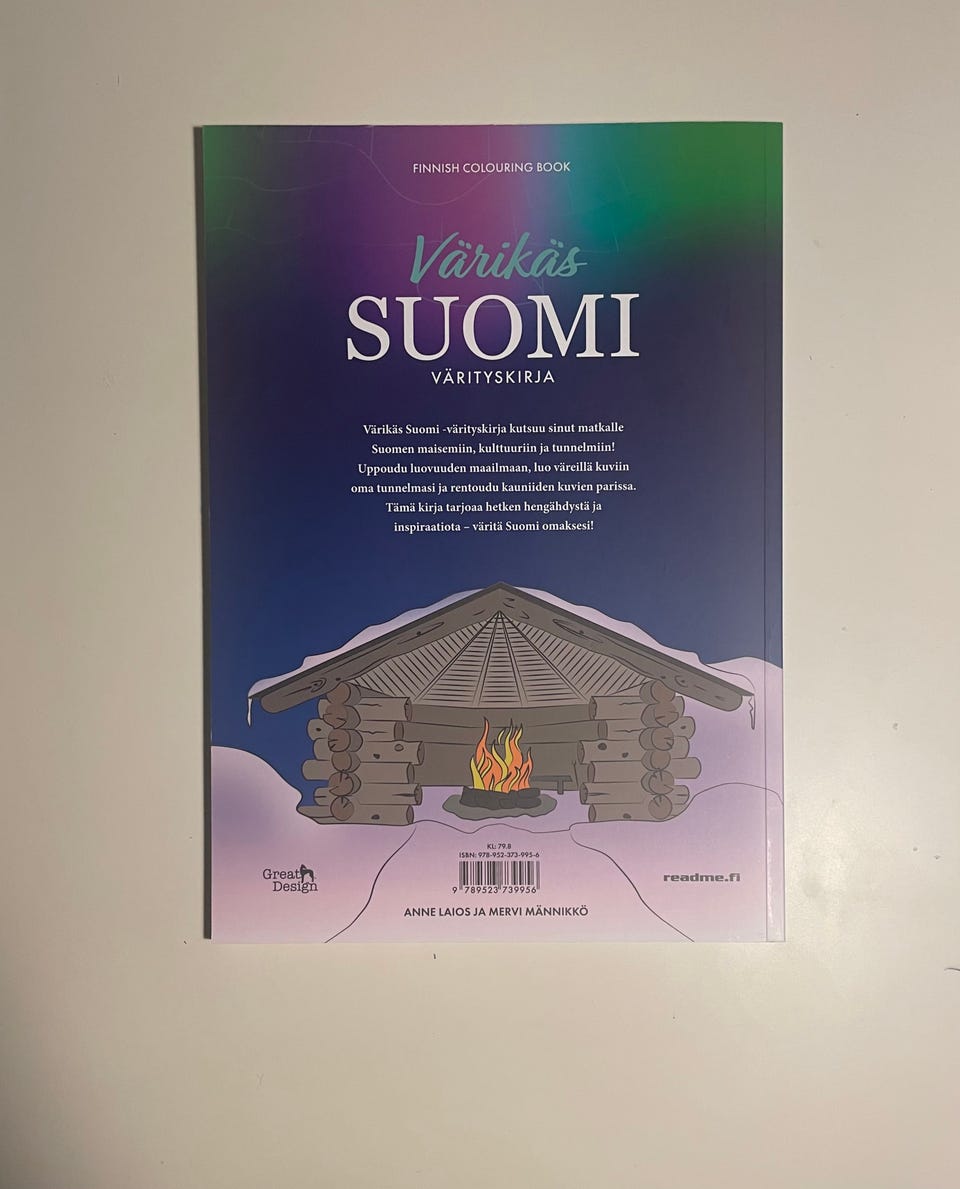 FINNISH COLOURING BOOK
Värikäs
SUOMI
VÄRITYSKIRJA
Värikäs Suomi -värityskirja kutsuu sinut matkalle
Suomen maisemiin, kulttuuriin ja tunnelmiin!
Uppoudu luovuuden maailmaan, luo väreillä kuviin
oma tunnelmasi ja rentoudu kauniiden kuvien parissa.
Tämä kirja tarjoaa hetken hengähdystä ja
inspiraatiota – väritä Suomi omaksesi!
KL: 79.8
ISBN: 978-952-373-995-6
9 789523 739956
Great
Design
readme.fi
ANNE LAIOS JA MERVI MÄNNIKKÖ